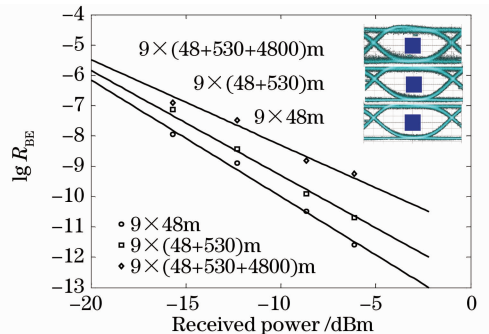 -4
-5
-6
-7
-8
-9
-10
-11
-12
-13
lg R_BE
9×(48+530+4800)m
9×(48+530)m
9×48m
9×48m
9×(48+530)m
9×(48+530+4800)m
-20
-15
-10
-5
0
Received power /dBm